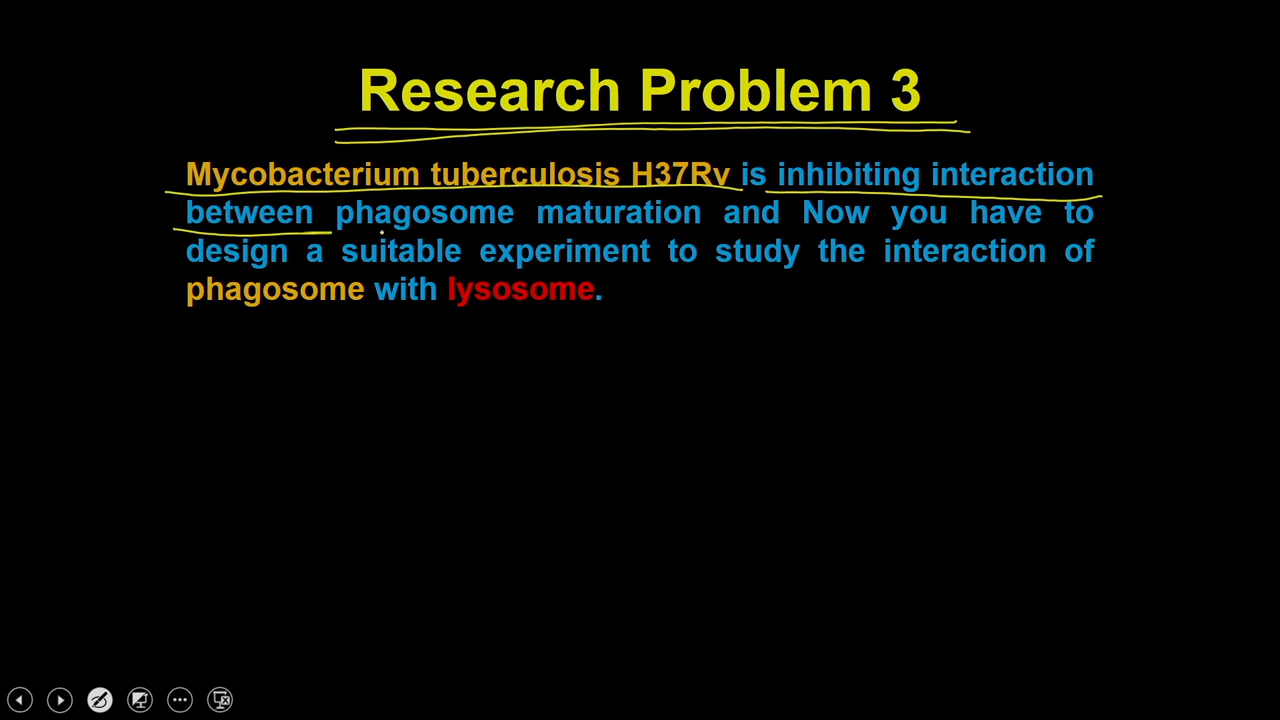 Research Problem 3
Mycobacterium tuberculosis H37Rv is inhibiting interaction
between phagosome maturation and Now you have to
design a suitable experiment to study the interaction of
phagosome with lysosome.